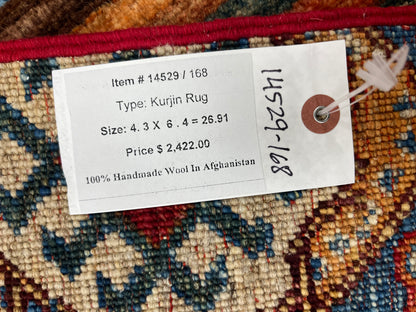 Item # 14529 / 168
Type: Kurjin Rug
Size: 4. 3 X 6 . 4 = 26.91
Price $ 2,422.00
100% Handmade Wool In Afghanistan
14529-168